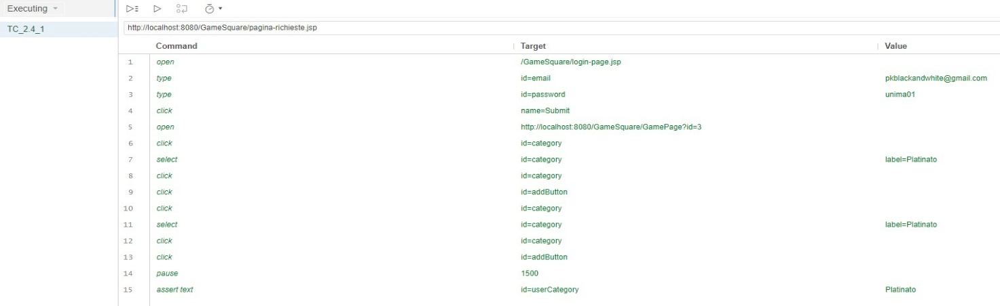 Executing
TC_2.4_1
http://localhost:8080/GameSquare/pagina-richieste.jsp
Command Target Value
1 open /GameSquare/login-page.jsp
2 type id=email pkblackandwhite@gmail.com
3 type id=password unima01
4 click name=Submit
5 open http://localhost:8080/GameSquare/GamePage?id=3
6 click id=category
7 select id=category label=Platinato
8 click id=category
9 click id=addButton
10 click id=category
11 select id=category label=Platinato
12 click id=category
13 click id=addButton
14 pause 1500
15 assert text id=userCategory Platinato